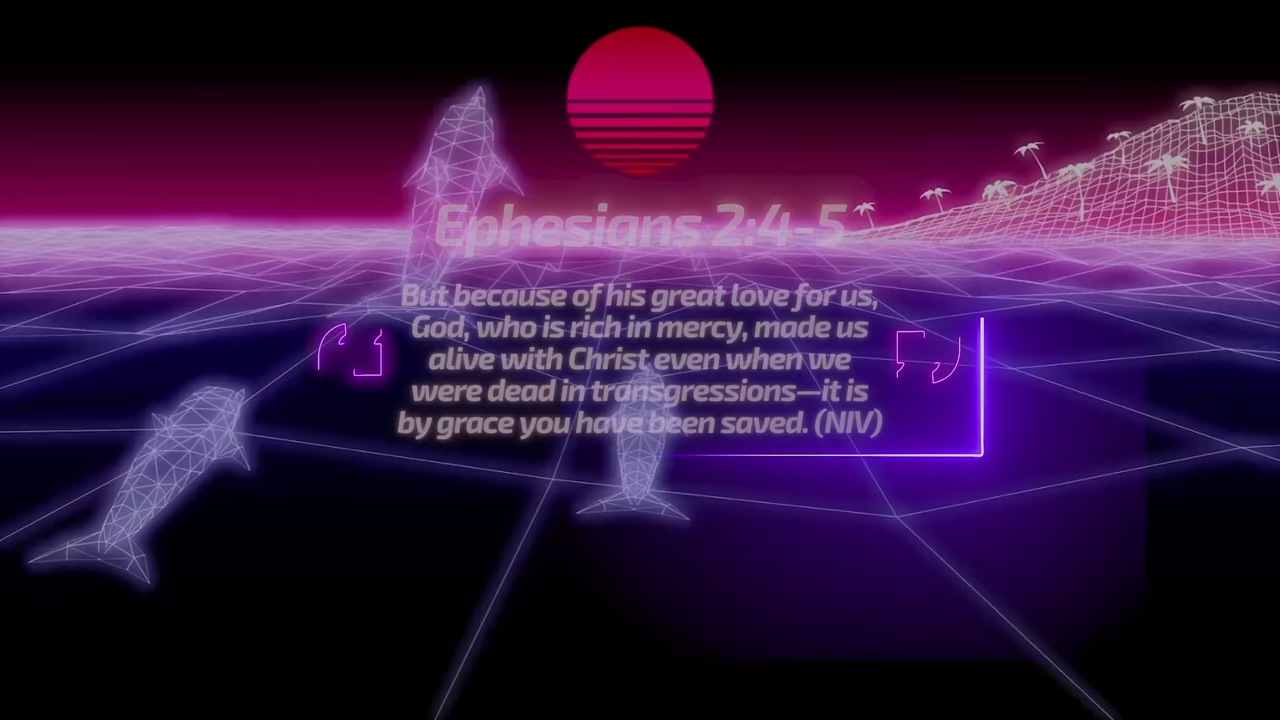 Ephesians 2:4-5
But because of his great love for us,
God, who is rich in mercy, made us
alive with Christ even when we
were dead in transgressions—it is
by grace you have been saved. (NIV)